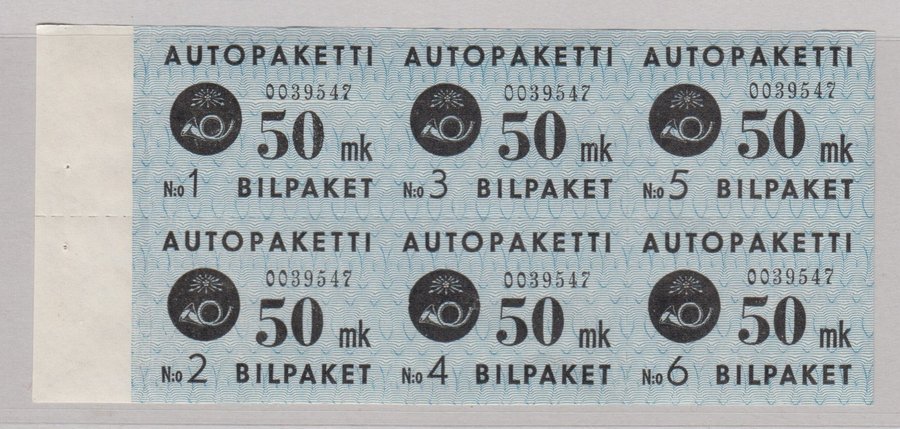 AUTOPAKETTI
0039547
50 mk
N:o 1 BILPAKET
AUTOPAKETTI
0039547
50 mk
N:o 3 BILPAKET
AUTOPAKETTI
0039547
50 mk
N:o 5 BILPAKET
AUTOPAKETTI
0039547
50 mk
N:o 2 BILPAKET
AUTOPAKETTI
0039547
50 mk
N:o 4 BILPAKET
AUTOPAKETTI
0039547
50 mk
N:o 6 BILPAKET